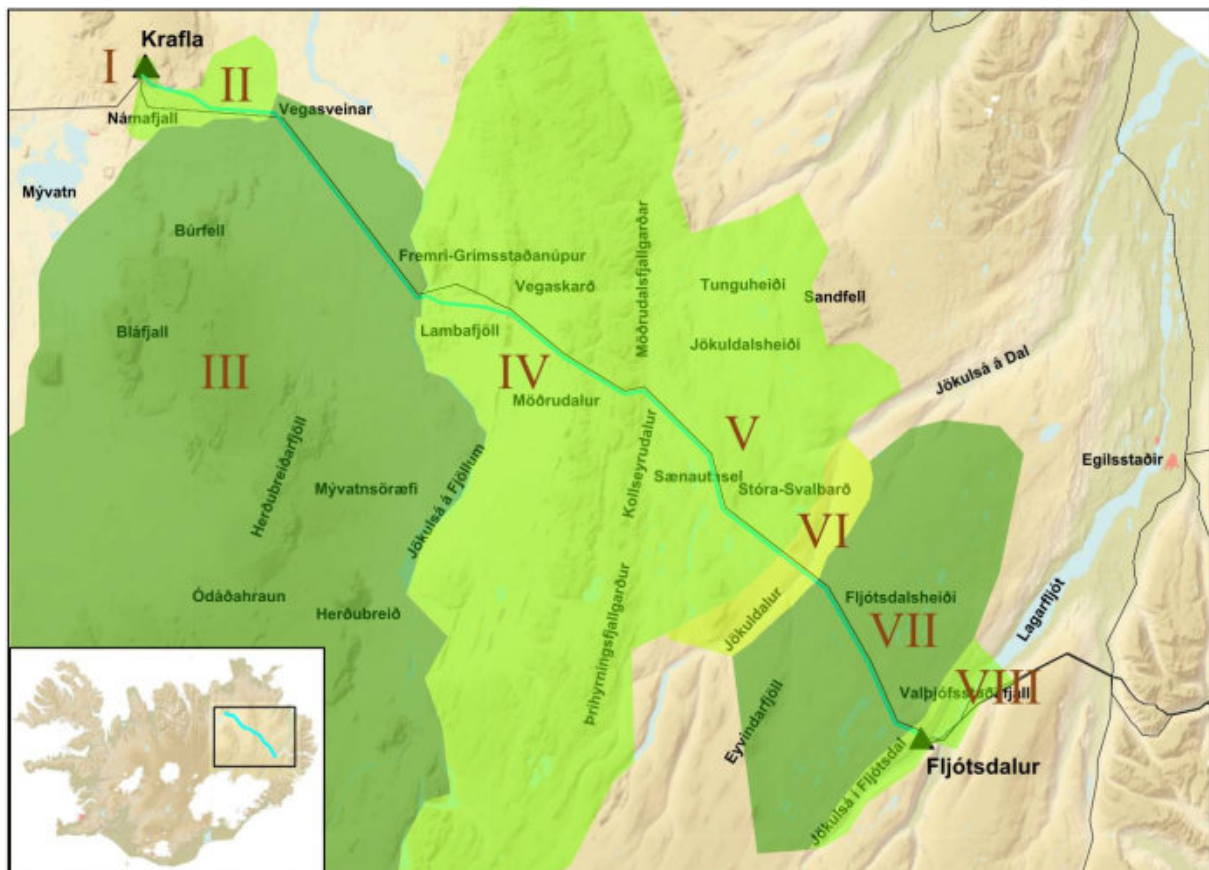 Krafla
I
II
Námafjall
Vegasveinar
Mývatn
Búrfell
Fremri-Grímsstaðanúpur
Vegaskarð
Möðrudalsfjallgarðar
Tunguheiði
Sandfell
Bláfjall
Lambafjöll
Jökuldalsheiði
III
IV
Jökulsá á Dal
Möðrudalur
V
Herðubreiðarfjöll
Mývatnsöræfi
Jökulsá á Fjöllum
Kollseyrudalur
Sænautasel
Stóra-Svalbarð
Egilsstaðir
VI
Ódáðahraun
Herðubreið
Þríhyrningsfjallgarður
Jökuldalur
Fljótsdalsheiði
VII
Lagarfljót
Eyvindarfjöll
Valþjófsstaðarfjall
VIII
Jökulsá í Fljótsdal
Fljótsdalur